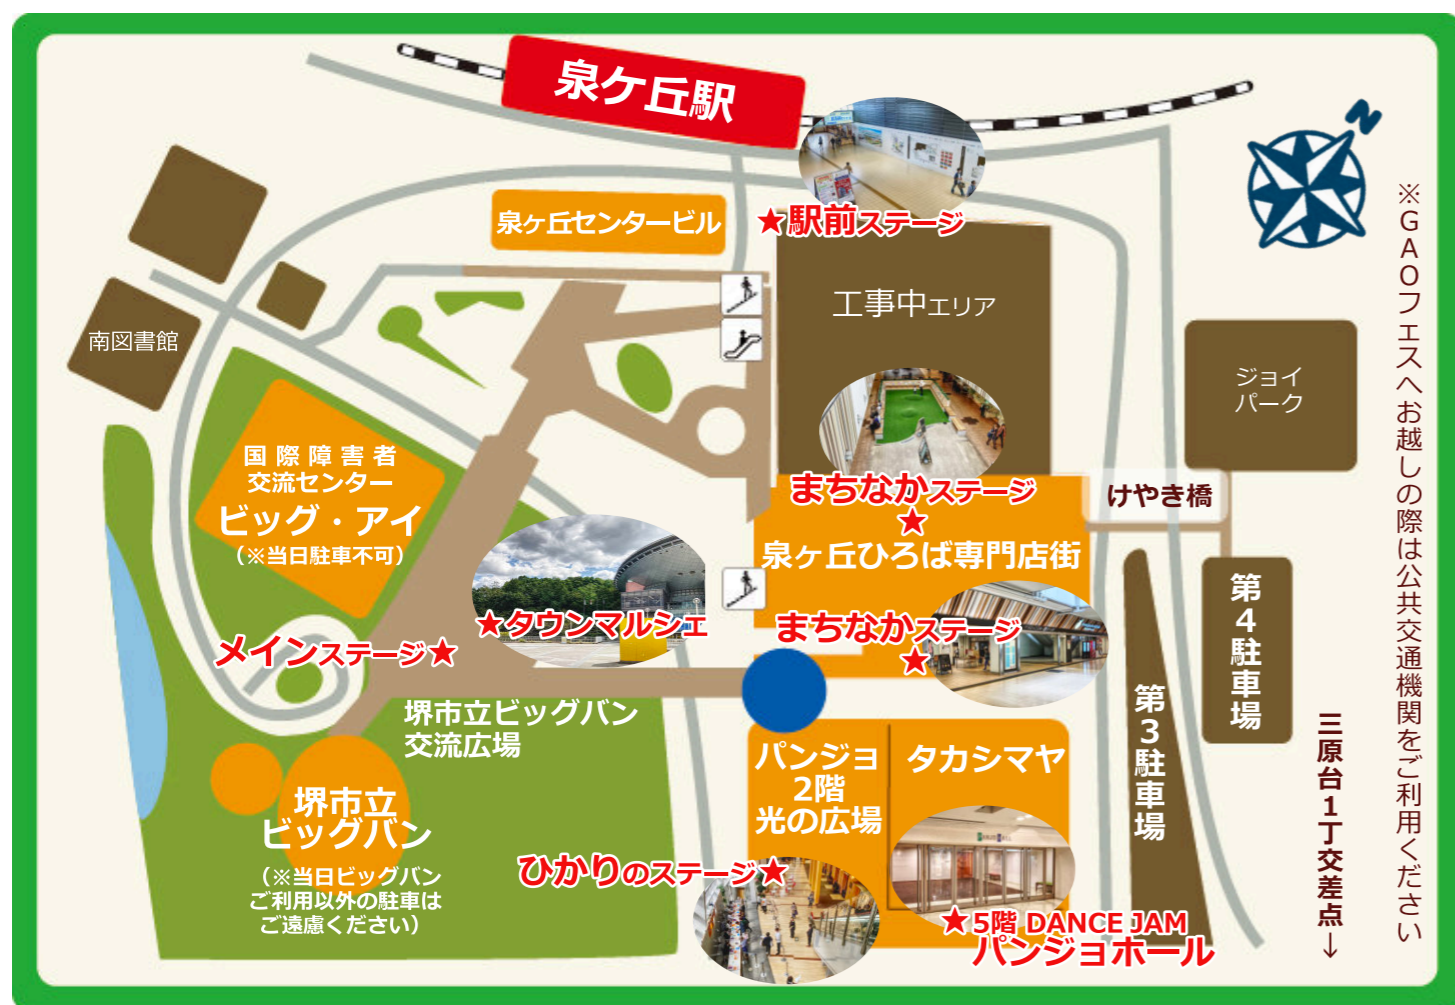 泉ケ丘駅
N
泉ヶ丘センタービル
★駅前ステージ
工事中エリア
南図書館
ジョイ
パーク
国際障害者
交流センター
ビッグ・アイ
（※当日駐車不可）
まちなかステージ
★
けやき橋
泉ヶ丘ひろば専門店街
★タウンマルシェ
まちなかステージ
★
メインステージ★
第4駐車場
第3駐車場
堺市立ビッグバン
交流広場
パンジョ
2階
光の広場
タカシマヤ
堺市立
ビッグバン
（※当日ビッグバン
ご利用以外の駐車は
ご遠慮ください）
ひかりのステージ★
★5階 DANCE JAM
パンジョホール
三原台1丁交差点↓
※GAOフェスへお越しの際は公共交通機関をご利用ください